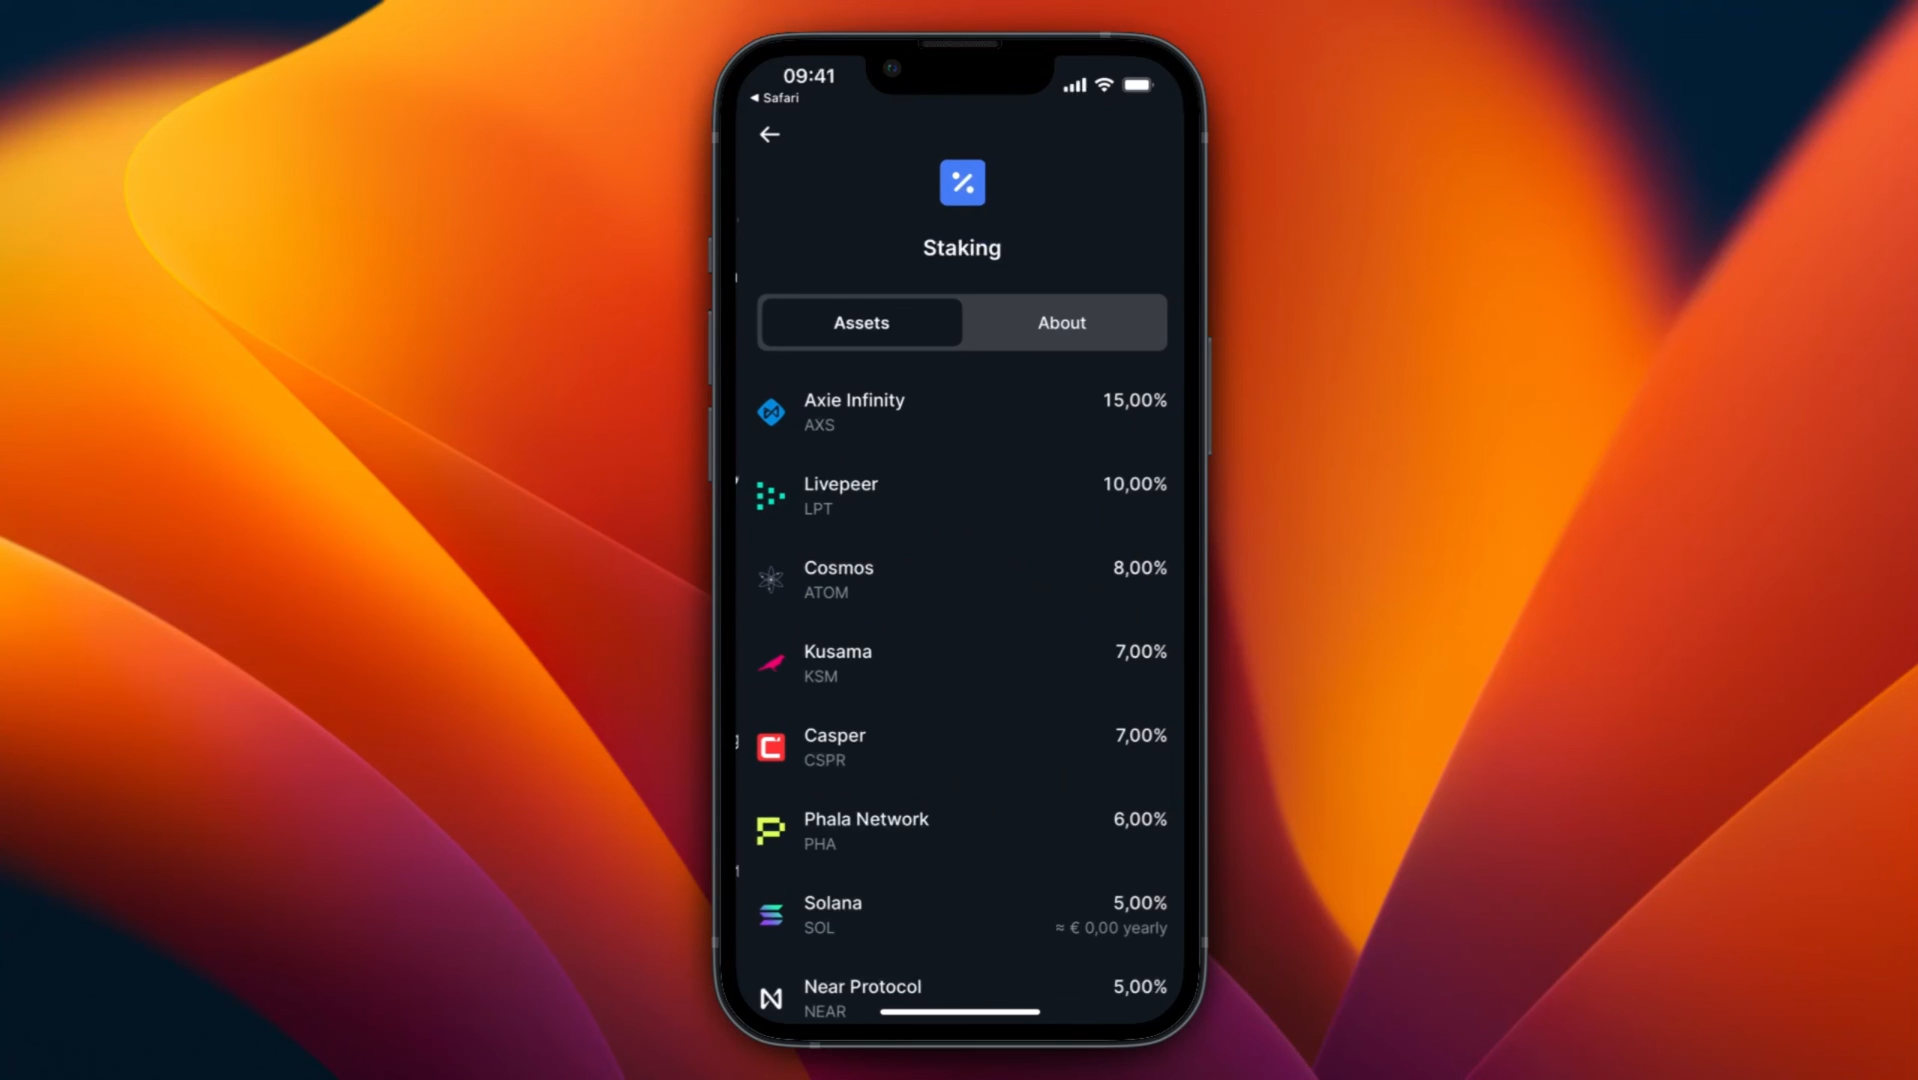 09:41
◀ Safari
Staking
Assets About
Axie Infinity 15,00%
AXS
Livepeer 10,00%
LPT
Cosmos 8,00%
ATOM
Kusama 7,00%
KSM
Casper 7,00%
CSPR
Phala Network 6,00%
PHA
Solana 5,00%
SOL ≈ € 0,00 yearly
Near Protocol 5,00%
NEAR